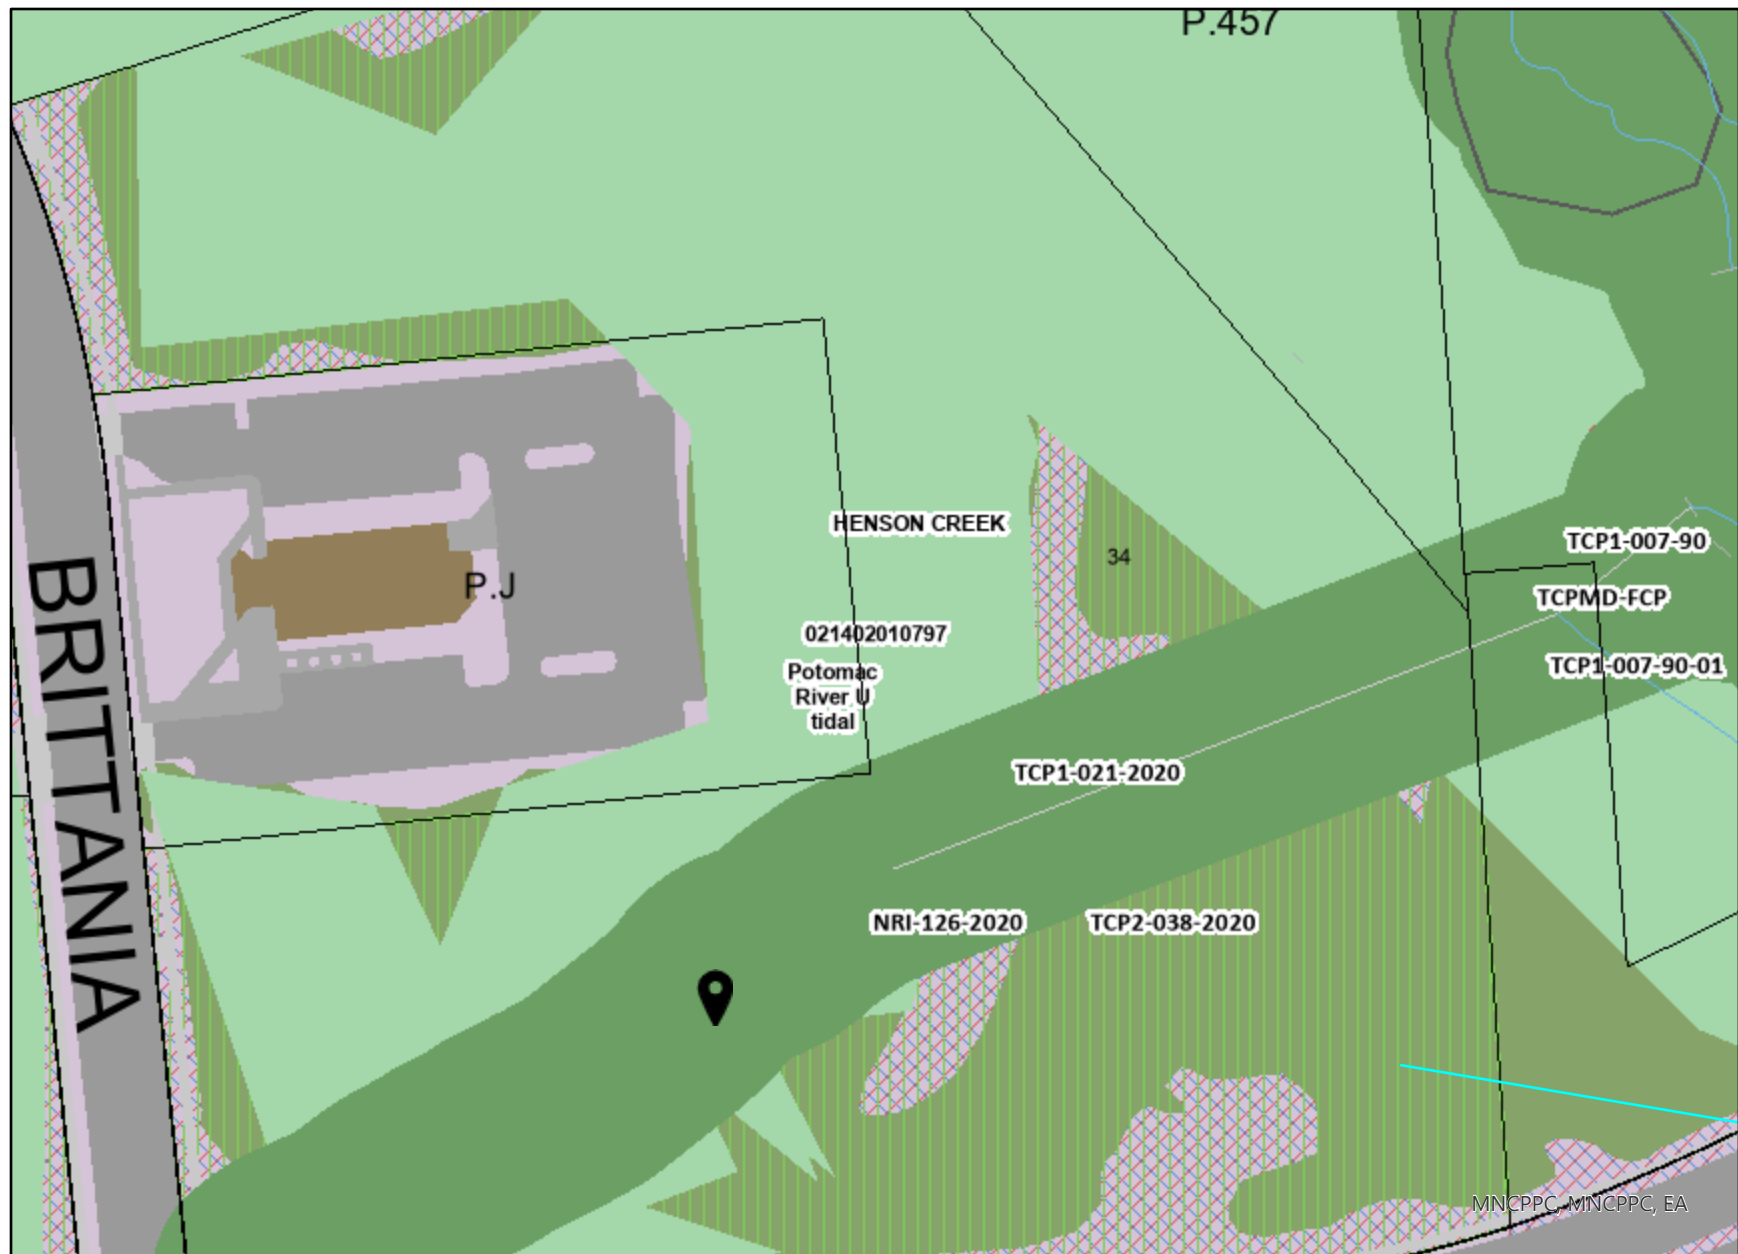 P.457
HENSON CREEK
TCP1-007-90
34
P.J
TCPMD-FCP
021402010797
TCP1-007-90-01
Potomac
River U
tidal
BRITTANIA
TCP1-021-2020
NRI-126-2020
TCP2-038-2020
MNCPPC, MNCPPC, EA